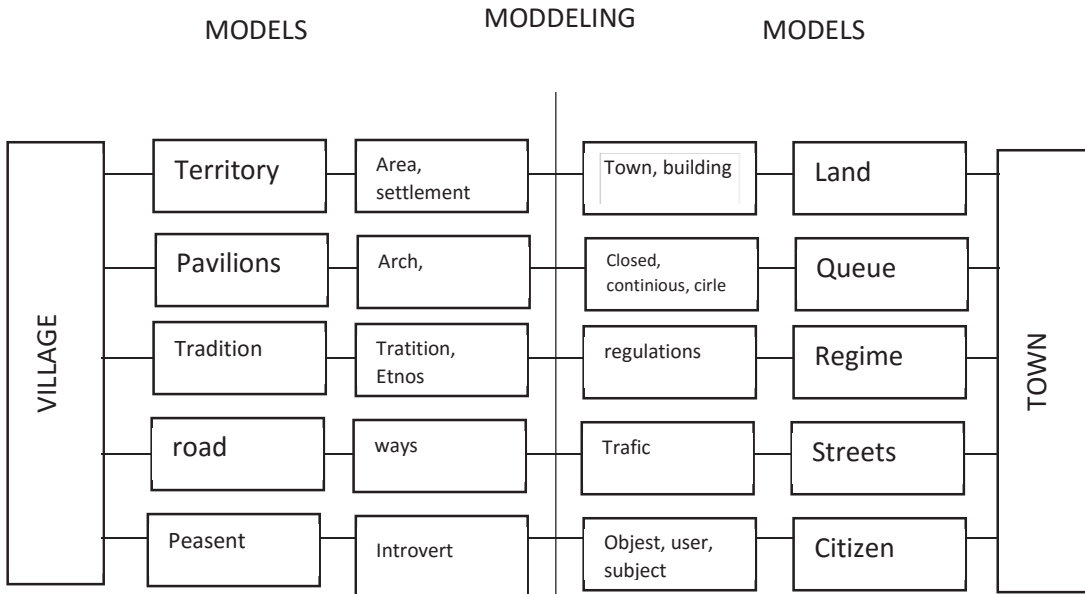 MODELS MODDELING MODELS
VILLAGE
Territory
Area,
settlement
Town, building
Land
Pavilions
Arch,
Closed,
continious, cirle
Queue
Tradition
Tratition,
Etnos
regulations
Regime
road
ways
Trafic
Streets
Peasent
Introvert
Objest, user,
subject
Citizen
TOWN